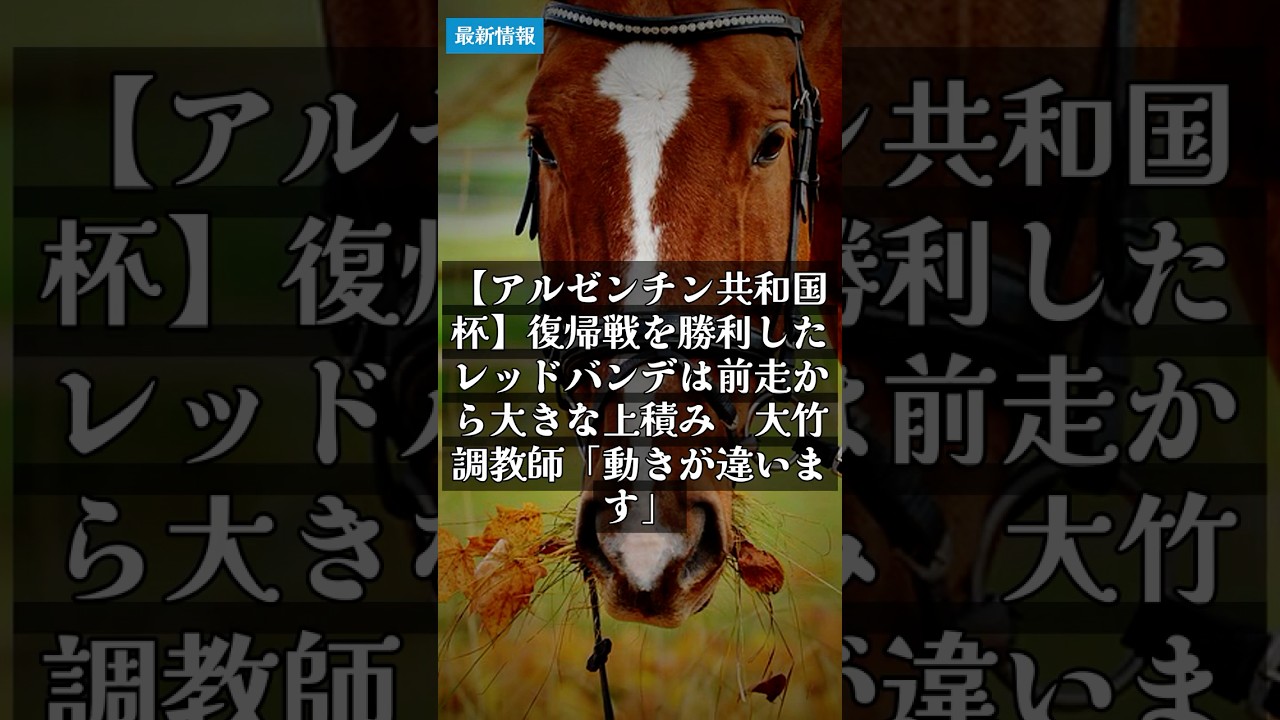 最新情報
【アルゼンチン共和国
杯】復帰戦を勝利した
レッドバンデは前走か
ら大きな上積み　大竹
調教師「動きが違いま
す」